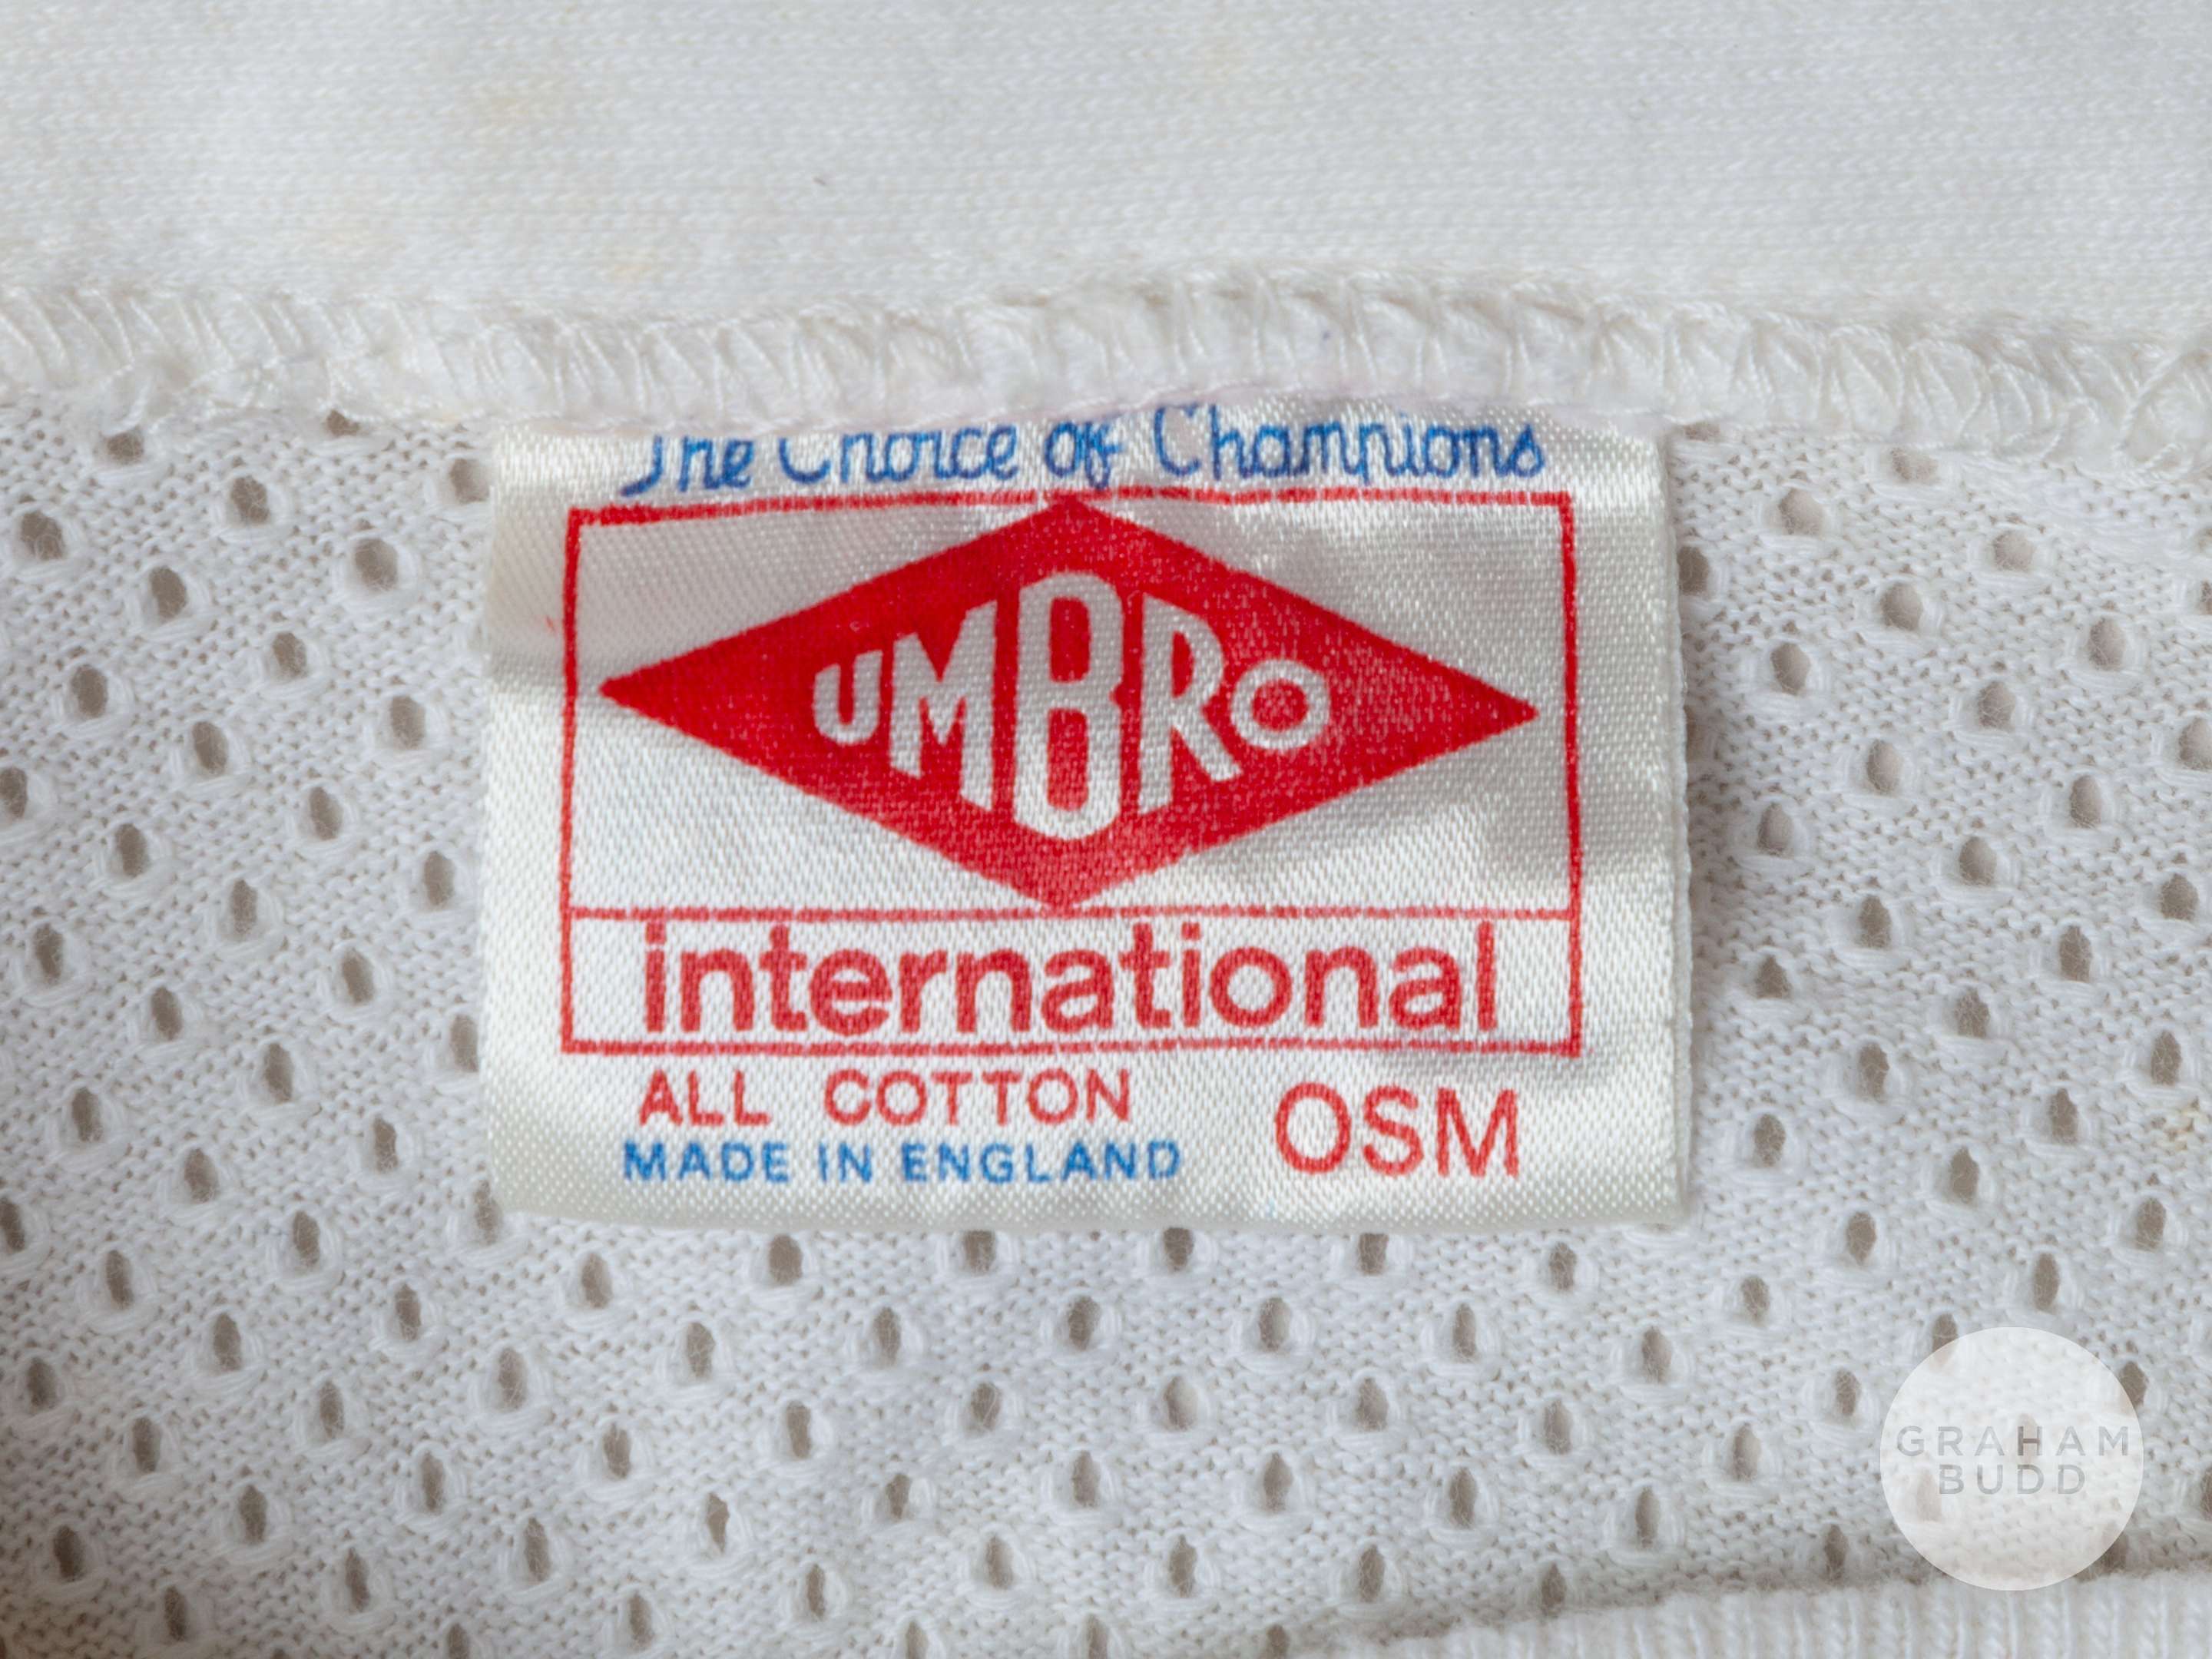 The Choice of Champions
UMBRO
international
ALL COTTON OSM
MADE IN ENGLAND
GRAHAM
BUDD